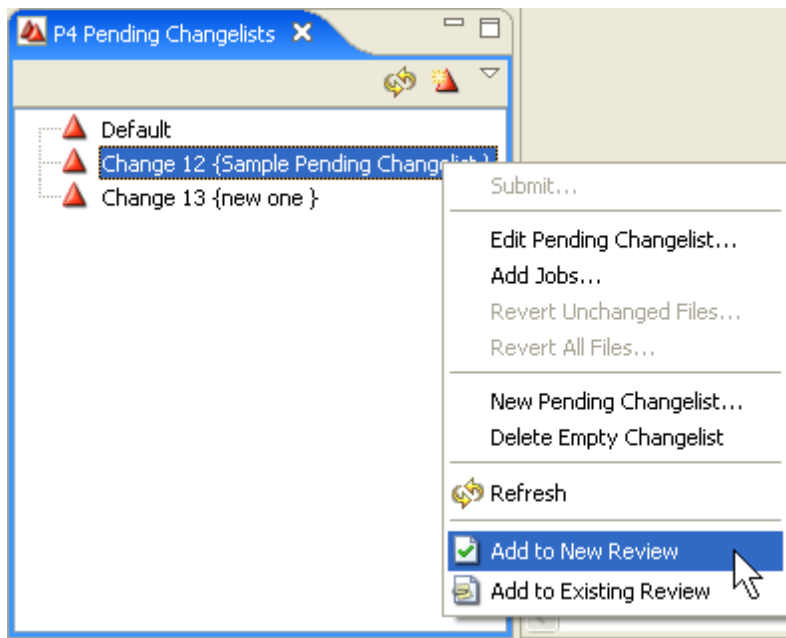 P4 Pending Changelists
Default
Change 12 {Sample Pending Changelist }
Change 13 {new one }
Submit...
Edit Pending Changelist...
Add Jobs...
Revert Unchanged Files...
Revert All Files...
New Pending Changelist...
Delete Empty Changelist
Refresh
Add to New Review
Add to Existing Review